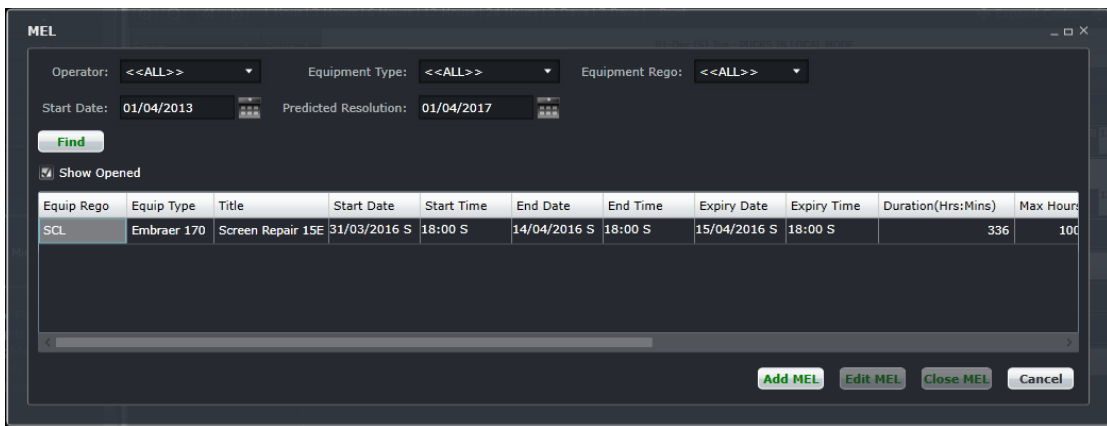 MEL
Operator: <<ALL>> Equipment Type: <<ALL>> Equipment Rego: <<ALL>>
Start Date: 01/04/2013 Predicted Resolution: 01/04/2017
Find
Show Opened
Equip Rego Equip Type Title Start Date Start Time End Date End Time Expiry Date Expiry Time Duration(Hrs:Mins) Max Hours
SCL Embraer 170 Screen Repair 15E 31/03/2016 S 18:00 S 14/04/2016 S 18:00 S 15/04/2016 S 18:00 S 336 100
Add MEL Edit MEL Close MEL Cancel